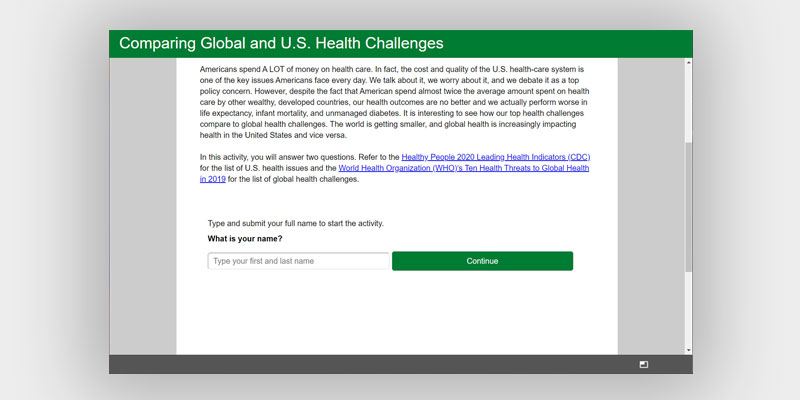 Comparing Global and U.S. Health Challenges
Americans spend A LOT of money on health care. In fact, the cost and quality of the U.S. health-care system is
one of the key issues Americans face every day. We talk about it, we worry about it, and we debate it as a top
policy concern. However, despite the fact that American spend almost twice the average amount spent on health
care by other wealthy, developed countries, our health outcomes are no better and we actually perform worse in
life expectancy, infant mortality, and unmanaged diabetes. It is interesting to see how our top health challenges
compare to global health challenges. The world is getting smaller, and global health is increasingly impacting
health in the United States and vice versa.
In this activity, you will answer two questions. Refer to the Healthy People 2020 Leading Health Indicators (CDC)
for the list of U.S. health issues and the World Health Organization (WHO)'s Ten Health Threats to Global Health
in 2019 for the list of global health challenges.
Type and submit your full name to start the activity.
What is your name?
Type your first and last name
Continue